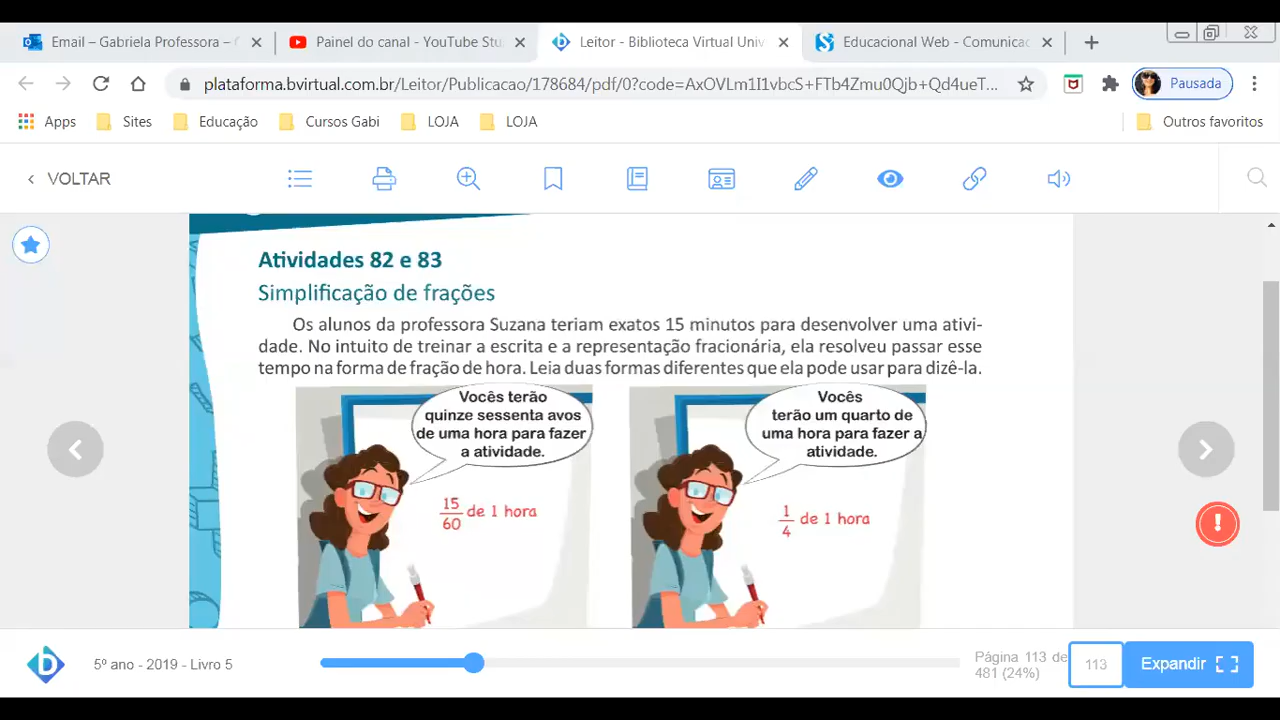 Email – Gabriela Professora –
Painel do canal - YouTube Stu
Leitor - Biblioteca Virtual Univ
Educacional Web - Comunicac
plataforma.bvirtual.com.br/Leitor/Publicacao/178684/pdf/0?code=AxOVLm1I1vbcS+FTb4Zmu0Qjb+Qd4ueT...
Pausada
Apps Sites Educação Cursos Gabi LOJA LOJA Outros favoritos
VOLTAR
Atividades 82 e 83
Simplificação de frações
Os alunos da professora Suzana teriam exatos 15 minutos para desenvolver uma ativi-
dade. No intuito de treinar a escrita e a representação fracionária, ela resolveu passar esse
tempo na forma de fração de hora. Leia duas formas diferentes que ela pode usar para dizê-la.
Vocês terão
quinze sessenta avos
de uma hora para fazer
a atividade.
15/60 de 1 hora
Vocês
terão um quarto de
uma hora para fazer a
atividade.
1/4 de 1 hora
5º ano - 2019 - Livro 5
Página 113 de
481 (24%)
113
Expandir